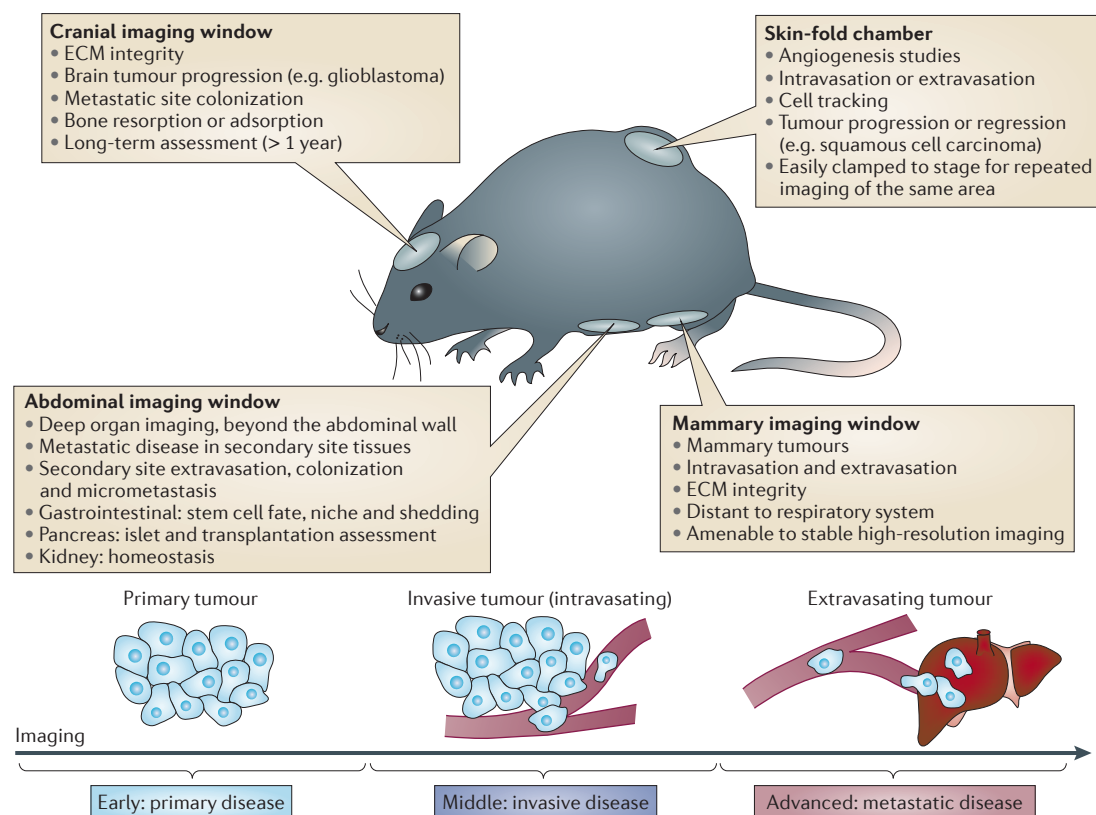 Cranial imaging window
• ECM integrity
• Brain tumour progression (e.g. glioblastoma)
• Metastatic site colonization
• Bone resorption or adsorption
• Long-term assessment (> 1 year)
Skin-fold chamber
• Angiogenesis studies
• Intravasation or extravasation
• Cell tracking
• Tumour progression or regression
(e.g. squamous cell carcinoma)
• Easily clamped to stage for repeated
imaging of the same area
Abdominal imaging window
• Deep organ imaging, beyond the abdominal wall
• Metastatic disease in secondary site tissues
• Secondary site extravasation, colonization
and micrometastasis
• Gastrointestinal: stem cell fate, niche and shedding
• Pancreas: islet and transplantation assessment
• Kidney: homeostasis
Mammary imaging window
• Mammary tumours
• Intravasation and extravasation
• ECM integrity
• Distant to respiratory system
• Amenable to stable high-resolution imaging
Primary tumour
Invasive tumour (intravasating)
Extravasating tumour
Imaging
Early: primary disease
Middle: invasive disease
Advanced: metastatic disease